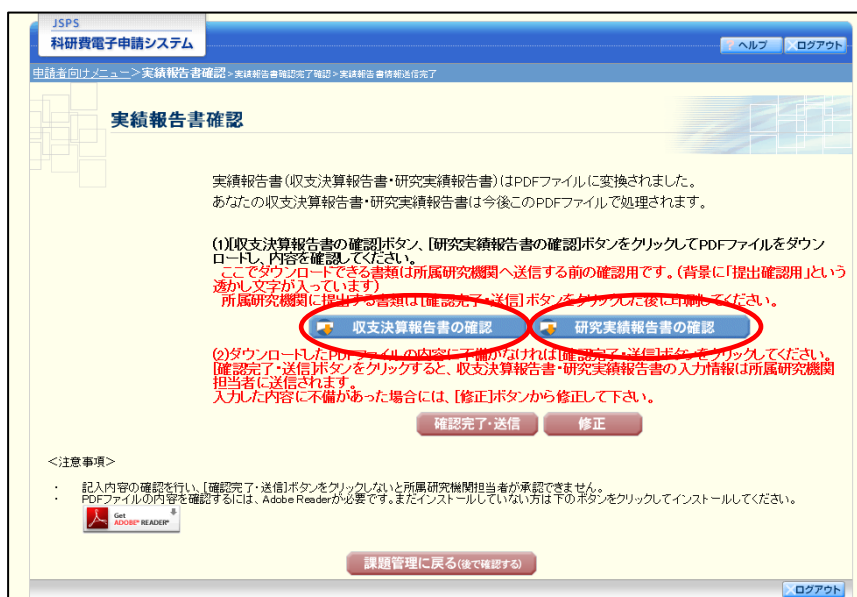 JSPS
科研費電子申請システム
ヘルプ
ログアウト
申請者向けメニュー>実績報告書確認>実績報告書確認完了確認>実績報告書情報送信完了
実績報告書確認
実績報告書(収支決算報告書・研究実績報告書)はPDFファイルに変換されました。
あなたの収支決算報告書・研究実績報告書は今後このPDFファイルで処理されます。
(1)[収支決算報告書の確認]ボタン、[研究実績報告書の確認]ボタンをクリックしてPDFファイルをダウン
ロードし、内容を確認してください。
ここでダウンロードできる書類は所属研究機関へ送信する前の確認用です。(背景に「提出確認用」という
透かし文字が入っています)
所属研究機関に提出する書類は[確認完了・送信]ボタンをクリックした後に印刷してください。
収支決算報告書の確認
研究実績報告書の確認
(2)ダウンロードしたPDFファイルの内容に不備がなければ[確認完了・送信]ボタンをクリックしてください。
[確認完了・送信]ボタンをクリックすると、収支決算報告書・研究実績報告書の入力情報は所属研究機関
担当者に送信されます。
入力した内容に不備があった場合には、[修正]ボタンから修正して下さい。
確認完了・送信
修正
<注意事項>
・ 記入内容の確認を行い、[確認完了・送信]ボタンをクリックしないと所属研究機関担当者が承認できません。
・ PDFファイルの内容を確認するには、Adobe Readerが必要です。まだインストールしていない方は下のボタンをクリックしてインストールしてください。
Get
ADOBE® READER®
課題管理に戻る(後で確認する)
ログアウト